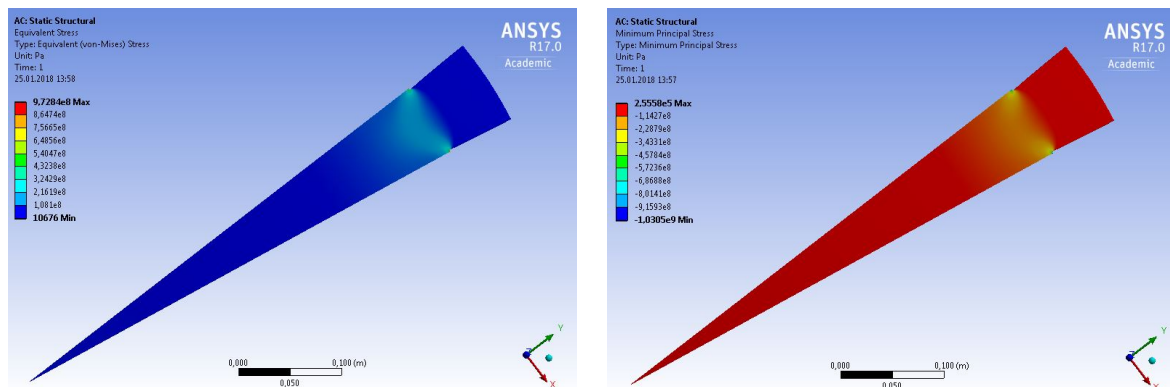 AC: Static Structural
Equivalent Stress
Type: Equivalent (von-Mises) Stress
Unit: Pa
Time: 1
25.01.2018 13:58
9,7284e8 Max
8,6474e8
7,5665e8
6,4856e8
5,4047e8
4,3238e8
3,2429e8
2,1619e8
1,081e8
10676 Min
ANSYS
R17.0
Academic
0,000
0,100 (m)
0,050
Y
Z
X
AC: Static Structural
Minimum Principal Stress
Type: Minimum Principal Stress
Unit: Pa
Time: 1
25.01.2018 13:57
2,5558e5 Max
-1,1427e8
-2,2879e8
-3,4331e8
-4,5784e8
-5,7236e8
-6,8688e8
-8,0141e8
-9,1593e8
-1,0305e9 Min
ANSYS
R17.0
Academic
0,000
0,100 (m)
0,050
Y
Z
X